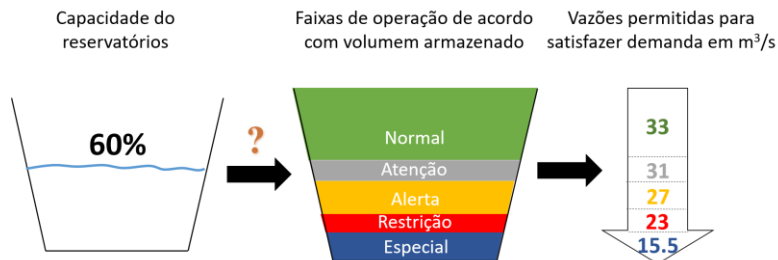 Capacidade do
reservatórios
Faixas de operação de acordo
com volumem armazenado
Vazões permitidas para
satisfazer demanda em m³/s
60%
?
Normal
Atenção
Alerta
Restrição
Especial
33
31
27
23
15.5